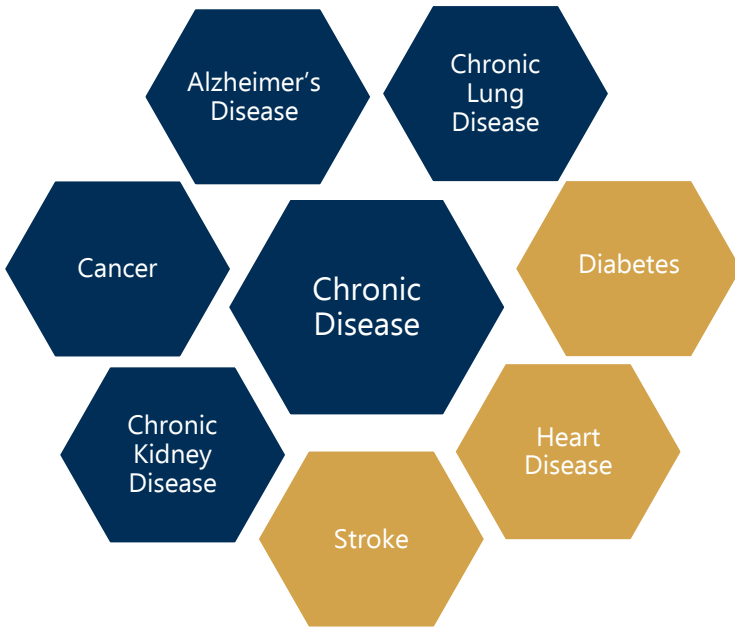 Alzheimer's
Disease
Chronic
Lung
Disease
Cancer
Chronic
Disease
Diabetes
Chronic
Kidney
Disease
Heart
Disease
Stroke